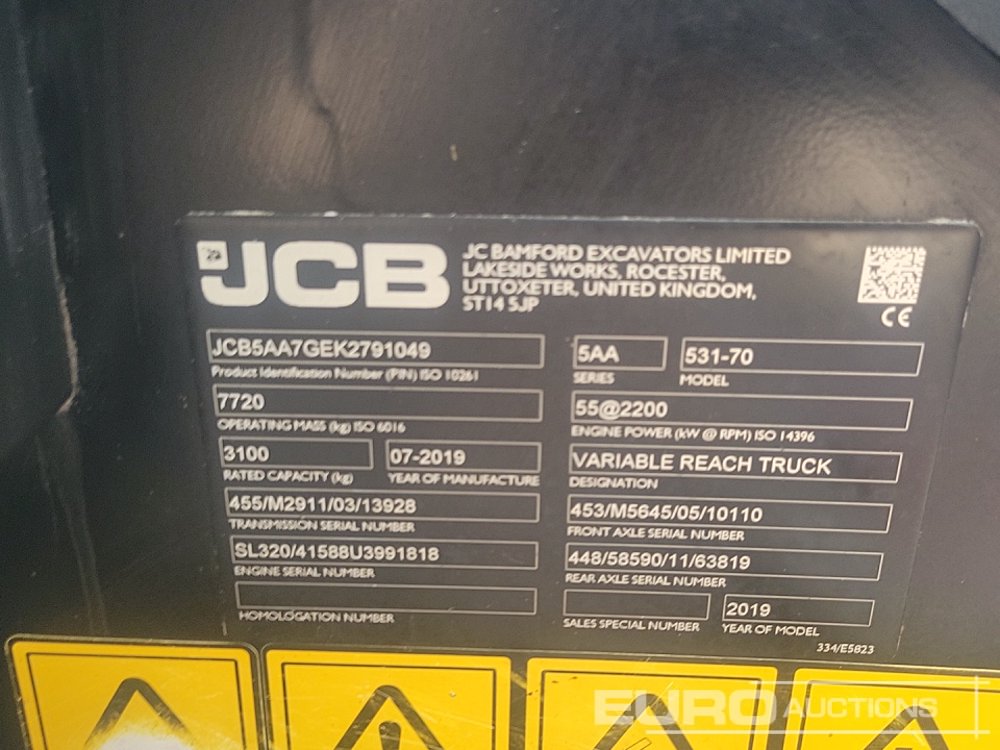 JCB
JC BAMFORD EXCAVATORS LIMITED
LAKESIDE WORKS, ROCESTER,
UTTOXETER, UNITED KINGDOM,
ST14 5JP
CE
JCB5AA7GEK2791049
Product Identification Number (PIN) ISO 10261
5AA
SERIES
531-70
MODEL
7720
OPERATING MASS (kg) ISO 6016
55@2200
ENGINE POWER (kW @ RPM) ISO 14396
3100
RATED CAPACITY (kg)
07-2019
YEAR OF MANUFACTURE
VARIABLE REACH TRUCK
DESIGNATION
455/M2911/03/13928
TRANSMISSION SERIAL NUMBER
453/M5645/05/10110
FRONT AXLE SERIAL NUMBER
SL320/41588U3991818
ENGINE SERIAL NUMBER
448/58590/11/63819
REAR AXLE SERIAL NUMBER
HOMOLOGATION NUMBER
SALES SPECIAL NUMBER
2019
YEAR OF MODEL
334/E5823
EURO AUCTIONS